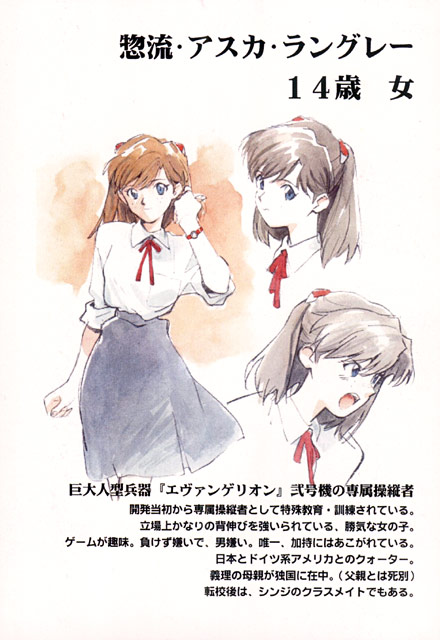 惣流・アスカ・ラングレー
14歳 女
巨大人型兵器『エヴァンゲリオン』弐号機の専属操縦者
開発当初から専属操縦者として特殊教育・訓練されている。
立場上かなりの背伸びを強いられている、勝気な女の子。
ゲームが趣味。負けず嫌いで、男嫌い。唯一、加持にはあこがれている。
日本とドイツ系アメリカとのクォーター。
義理の母親が独国に在中。(父親とは死別)
転校後は、シンジのクラスメイトでもある。